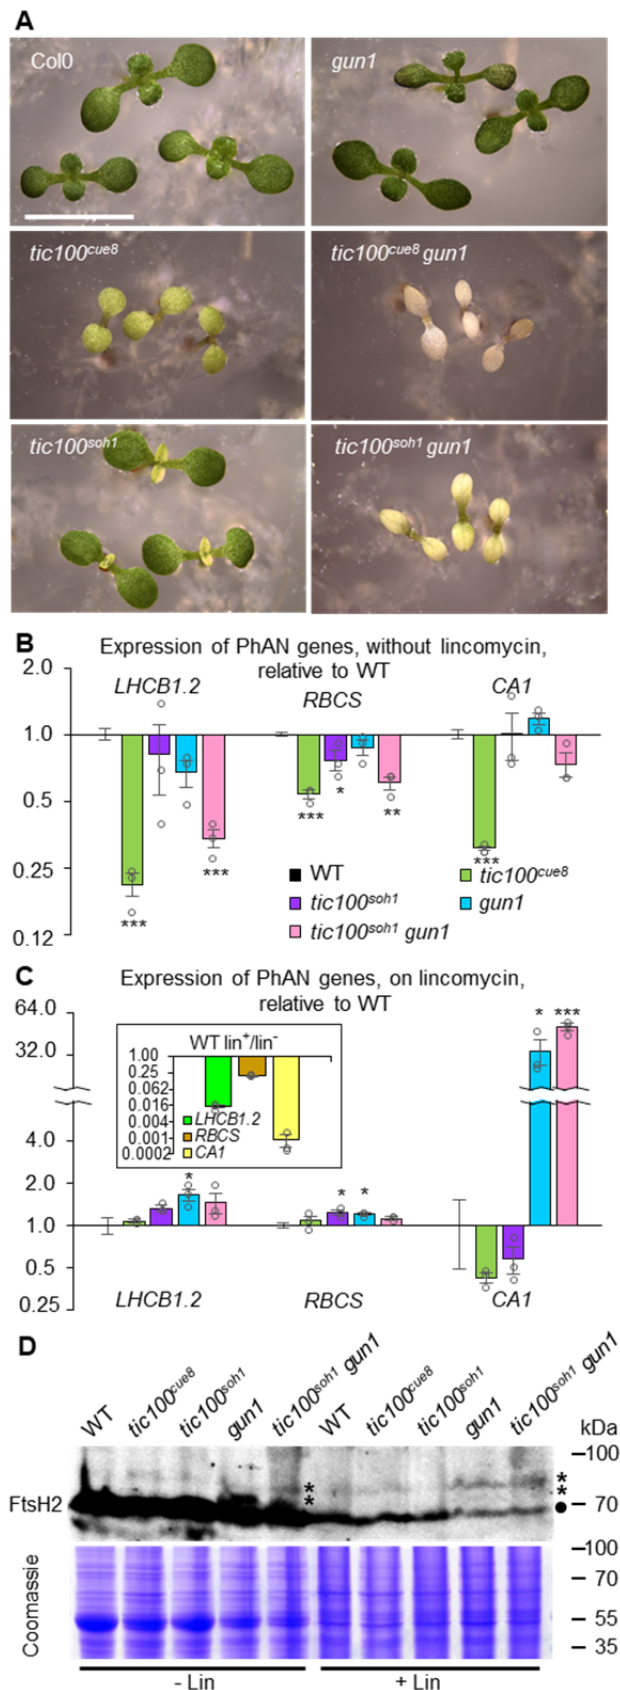 A
Col0
gun1
tic100cue8
tic100cue8 gun1
tic100soh1
tic100soh1 gun1
B
Expression of PhAN genes, without lincomycin,
relative to WT
2.0
LHCB1.2
RBCS
CA1
1.0
0.5
*
***
**
0.25
***
***
WT
tic100cue8
***
tic100soh1
gun1
0.12
tic100soh1 gun1
C
Expression of PhAN genes, on lincomycin,
relative to WT
64.0
* ***
32.0
WT lin+/lin-
1.00
0.25
0.062
0.016
0.004
0.001
0.0002
LHCB1.2
RBCS
CA1
4.0
2.0
*
* *
1.0
0.5
0.25
LHCB1.2
RBCS
CA1
D
WT
tic100cue8
tic100soh1
gun1
tic100soh1 gun1
WT
tic100cue8
tic100soh1
gun1
tic100soh1 gun1
kDa
100
*
*
*
*
FtsH2
● 70
100
70
Coomassie
55
35
- Lin
+ Lin